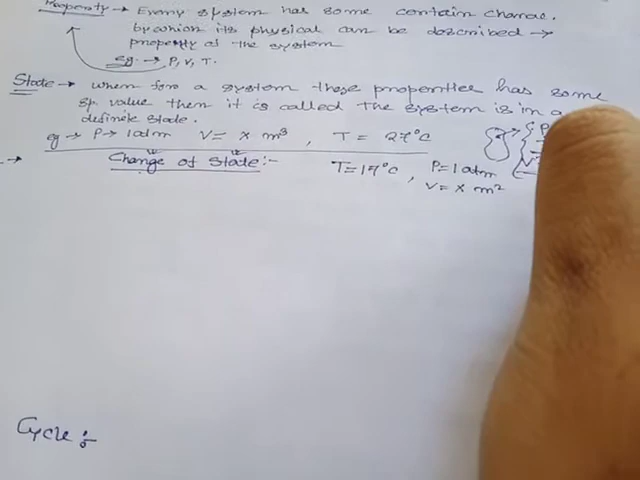 Property → Every system has some contain charac.
by which its physical can be described →
property of the system
eg. → P, V, T.
State → when for a system these properties has some
sp. value then it is called the system is in a
definite state.
eg → P → 1 atm V = x m³ , T = 27°C
Change of State :-
T = 17°C , P = 1 atm
V = x m²
Cycle :-